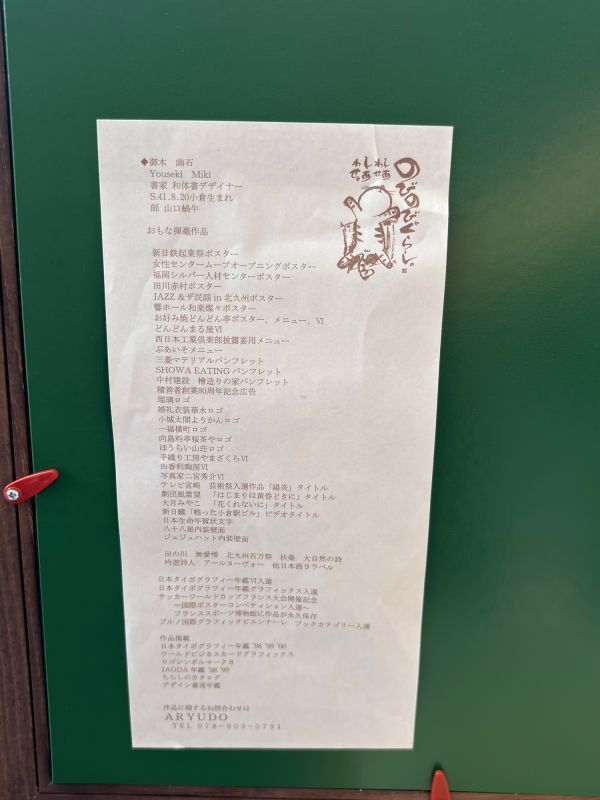 ◆御木　幽石
Youseki　Miki
書家 和体書デザイナー
S.41.8.20小倉生まれ
師 山口蝸牛
のびのびぐらし。
おもな揮毫作品
新日鉄起業祭ポスター
女性センタームーブオープニングポスター
福岡シルバー人材センターポスター
田川赤村ポスター
JAZZ＆ザ民謡 in 北九州ポスター
響ホール和楽燦々ポスター
お好み焼どんどん亭ポスター、メニュー、VI
どんどんまる屋VI
西日本工業倶楽部披露宴用メニュー
ぶあいそメニュー
三菱マテリアルパンフレット
SHOWA EATING パンフレット
中村建設　檜造りの家パンフレット
積善者創業80周年記念広告
瑠璃ロゴ
婚礼衣装華水ロゴ
小城太閤ようかんロゴ
一福横町ロゴ
向島料亭桜茶やロゴ
ほうらい山荘ロゴ
手織り工房やまざくらVI
由香利陶房VI
写真家二宮秀介VI
テレビ宮崎　芸術祭入選作品「陽炎」タイトル
劇団風雷望　「はじまりは黄昏どきに」タイトル
大月みやこ　「花くれないに」タイトル
新日鐵「甦った小倉駅ビル」ビデオタイトル
日本生命年賀状文字
八十八屋内装壁面
ジュジュハット内装壁面
田の川　無愛憎　北九州百万祭　扶桑　大自然の詩
吟遊詩人　アールヌーヴォー　他日本酒9ラベル
日本タイポグラフィー年鑑VI入選
日本タイポグラフィー年鑑グラフィックス入選
サッカーワールドカップフランス大会開催記念
～国際ポスターコンペティション入選～
フランススポーツ博物館に作品が永久保存
ブルノ国際グラフィックビエンナーレ　ブックカテゴリー入選
作品掲載
日本タイポグラフィー年鑑 '98 '99 '00
ワールドビジネスカードグラフィックス
ロゴシンボルマーク8
JAGDA 年鑑 '98 '99
ちらしのカタログ
デザイン書道年鑑
作品に関するお問合わせは
ARYUDO
TEL 078-903-0791